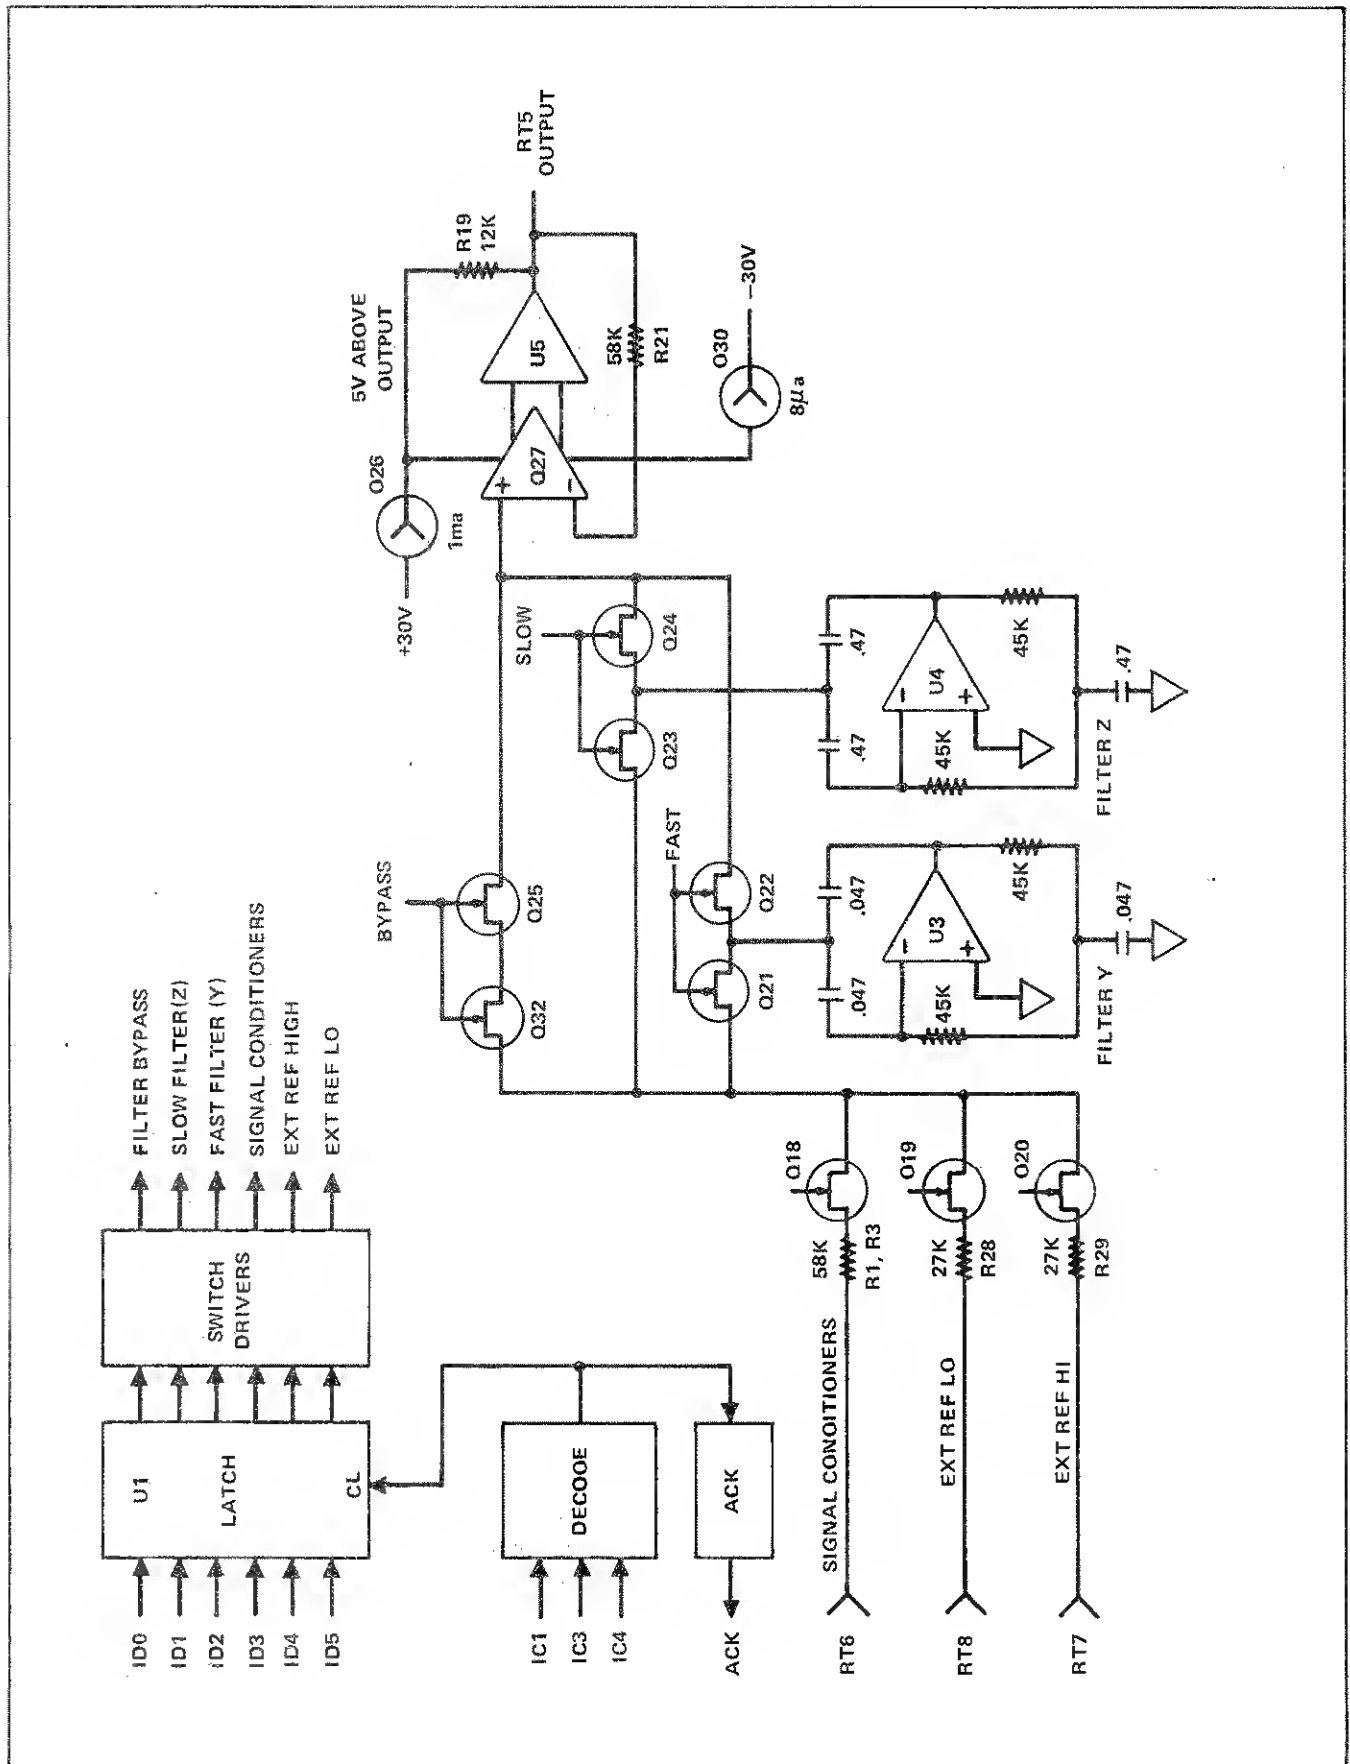 ID0
ID1
ID2
ID3
ID4
ID5
U1
LATCH
CL
SWITCH
DRIVERS
FILTER BYPASS
SLOW FILTER(Z)
FAST FILTER (Y)
SIGNAL CONDITIONERS
EXT REF HIGH
EXT REF LO
IC1
IC3
IC4
DECODE
ACK
ACK
BYPASS
Q32
Q25
SLOW
Q23
Q24
FAST
Q21
Q22
+30V
Q26
1ma
5V ABOVE
OUTPUT
R19
12K
RT5
OUTPUT
+
−
Q27
U5
58K
R21
Q30
8µa
−30V
.047
.047
45K
−
+
U3
45K
.047
FILTER Y
.47
.47
45K
−
+
U4
45K
.47
FILTER Z
RT6
SIGNAL CONDITIONERS
58K
R1, R3
Q18
RT8
EXT REF LO
27K
R28
Q19
RT7
EXT REF HI
27K
R29
Q20